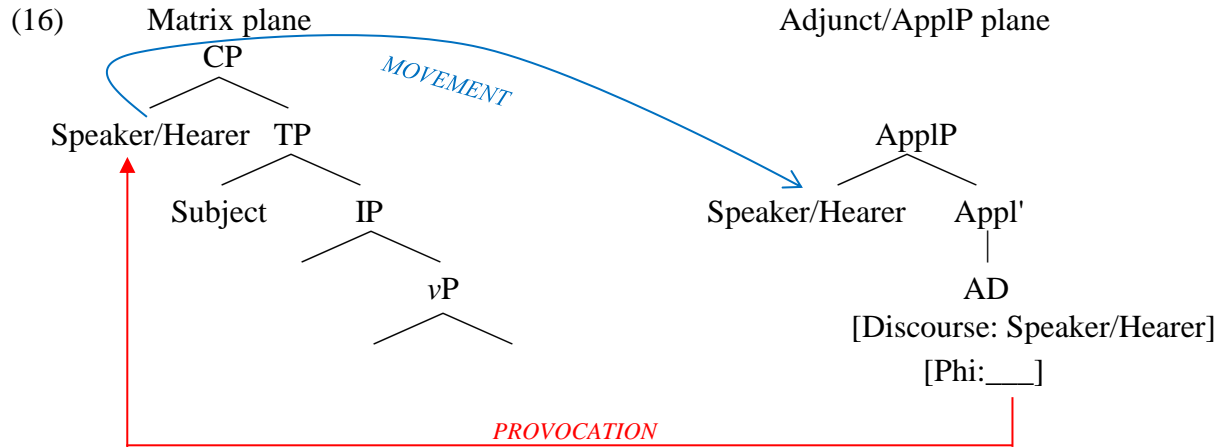 (16) Matrix plane Adjunct/ApplP plane
CP
MOVEMENT
Speaker/Hearer TP ApplP
Subject IP Speaker/Hearer Appl'
vP AD
[Discourse: Speaker/Hearer]
[Phi:___]
PROVOCATION